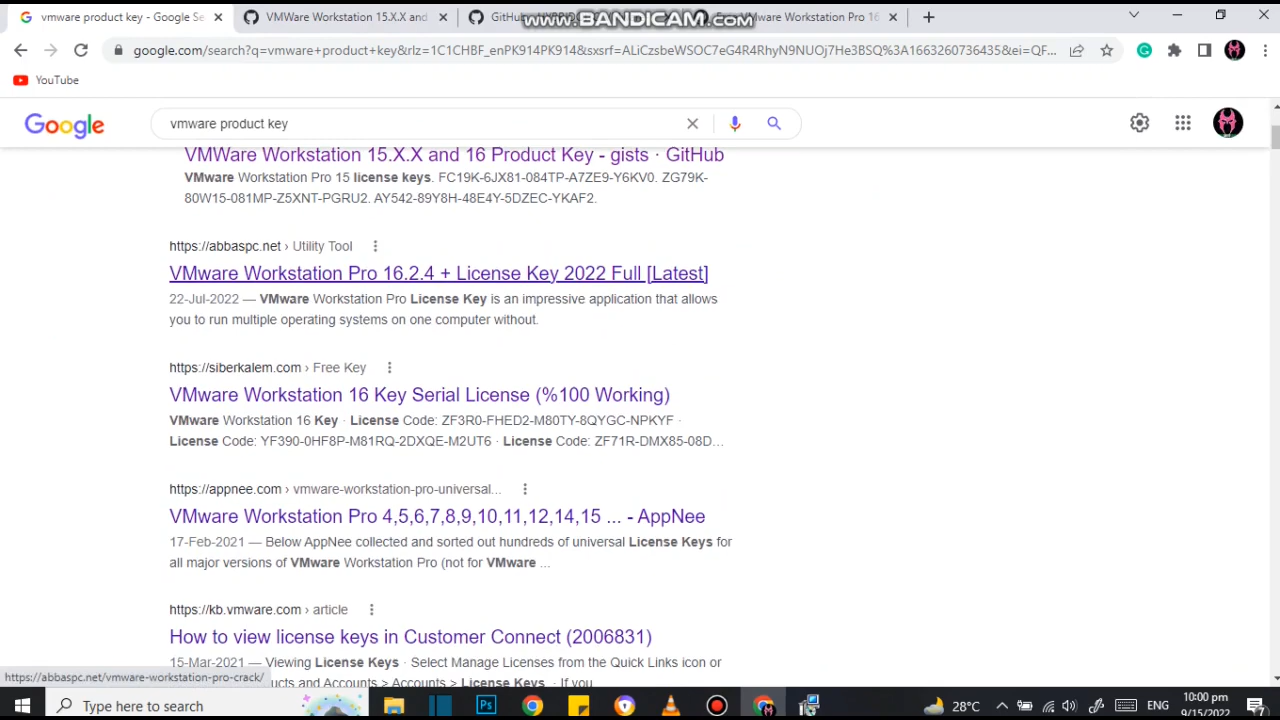 vmware product key - Google Se
VMWare Workstation 15.X.X and
GitHub
VMware Workstation Pro 16
www.BANDICAM.com
google.com/search?q=vmware+product+key&rlz=1C1CHBF_enPK914PK914&sxsrf=ALiCzsbeWSOC7eG4R4RhyN9NUOj7He3BSQ%3A1663260736435&ei=QF...
YouTube
Google
vmware product key
VMWare Workstation 15.X.X and 16 Product Key - gists · GitHub
VMware Workstation Pro 15 license keys. FC19K-6JX81-084TP-A7ZE9-Y6KV0. ZG79K-
80W15-081MP-Z5XNT-PGRU2. AY542-89Y8H-48E4Y-5DZEC-YKAF2.
https://abbaspc.net › Utility Tool
VMware Workstation Pro 16.2.4 + License Key 2022 Full [Latest]
22-Jul-2022 — VMware Workstation Pro License Key is an impressive application that allows
you to run multiple operating systems on one computer without.
https://siberkalem.com › Free Key
VMware Workstation 16 Key Serial License (%100 Working)
VMware Workstation 16 Key · License Code: ZF3R0-FHED2-M80TY-8QYGC-NPKYF ·
License Code: YF390-0HF8P-M81RQ-2DXQE-M2UT6 · License Code: ZF71R-DMX85-08D...
https://appnee.com › vmware-workstation-pro-universal...
VMware Workstation Pro 4,5,6,7,8,9,10,11,12,14,15 ... - AppNee
17-Feb-2021 — Below AppNee collected and sorted out hundreds of universal License Keys for
all major versions of VMware Workstation Pro (not for VMware ...
https://kb.vmware.com › article
How to view license keys in Customer Connect (2006831)
15-Mar-2021 — Viewing License Keys · Select Manage Licenses from the Quick Links icon or
ucts and Accounts > Accounts > License Keys. · If you
https://abbaspc.net/vmware-workstation-pro-crack/
Type here to search
Ps
28°C
ENG
10:00 pm
9/15/2022